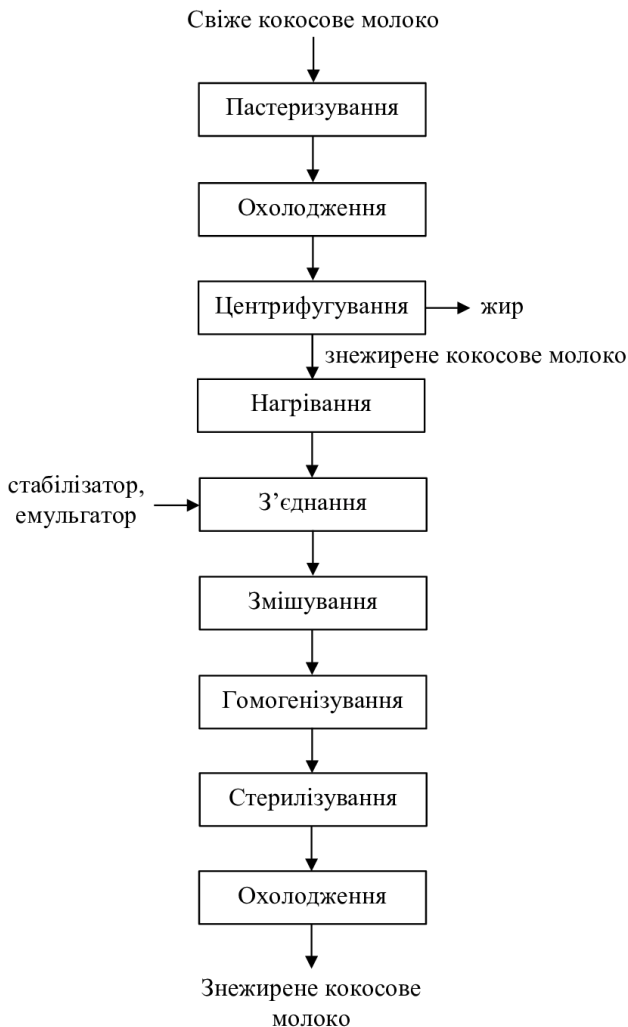 Свіже кокосове молоко
Пастеризування
Охолодження
Центрифугування
жир
знежирене кокосове молоко
Нагрівання
стабілізатор,
емульгатор
З’єднання
Змішування
Гомогенізування
Стерилізування
Охолодження
Знежирене кокосове
молоко